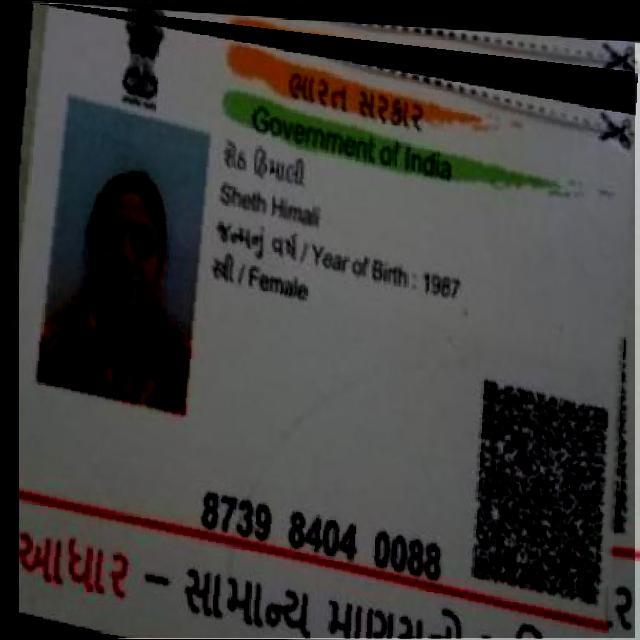 ભારત સરકાર
Government of India
શેઠ હિમાલી
Sheth Himali
જન્મનું વર્ષ / Year of Birth : 1987
સ્ત્રી / Female
8739 8404 0088
આધાર – સામાન્ય માણસનો